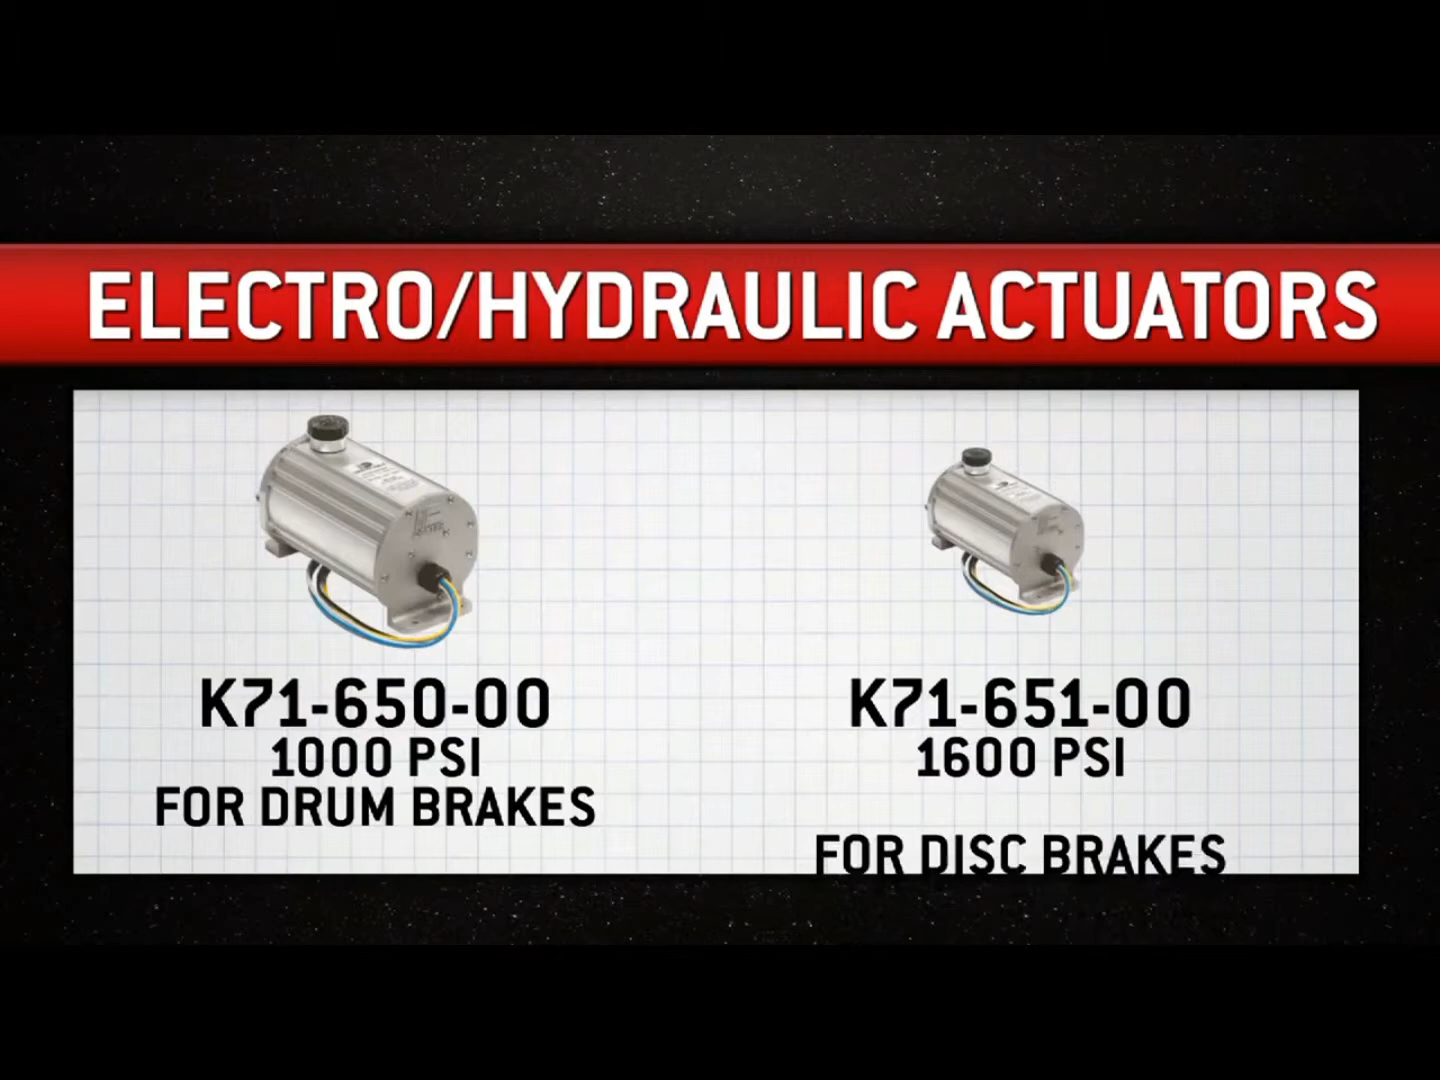 ELECTRO/HYDRAULIC ACTUATORS
K71-650-00
1000 PSI
FOR DRUM BRAKES
K71-651-00
1600 PSI
FOR DISC BRAKES